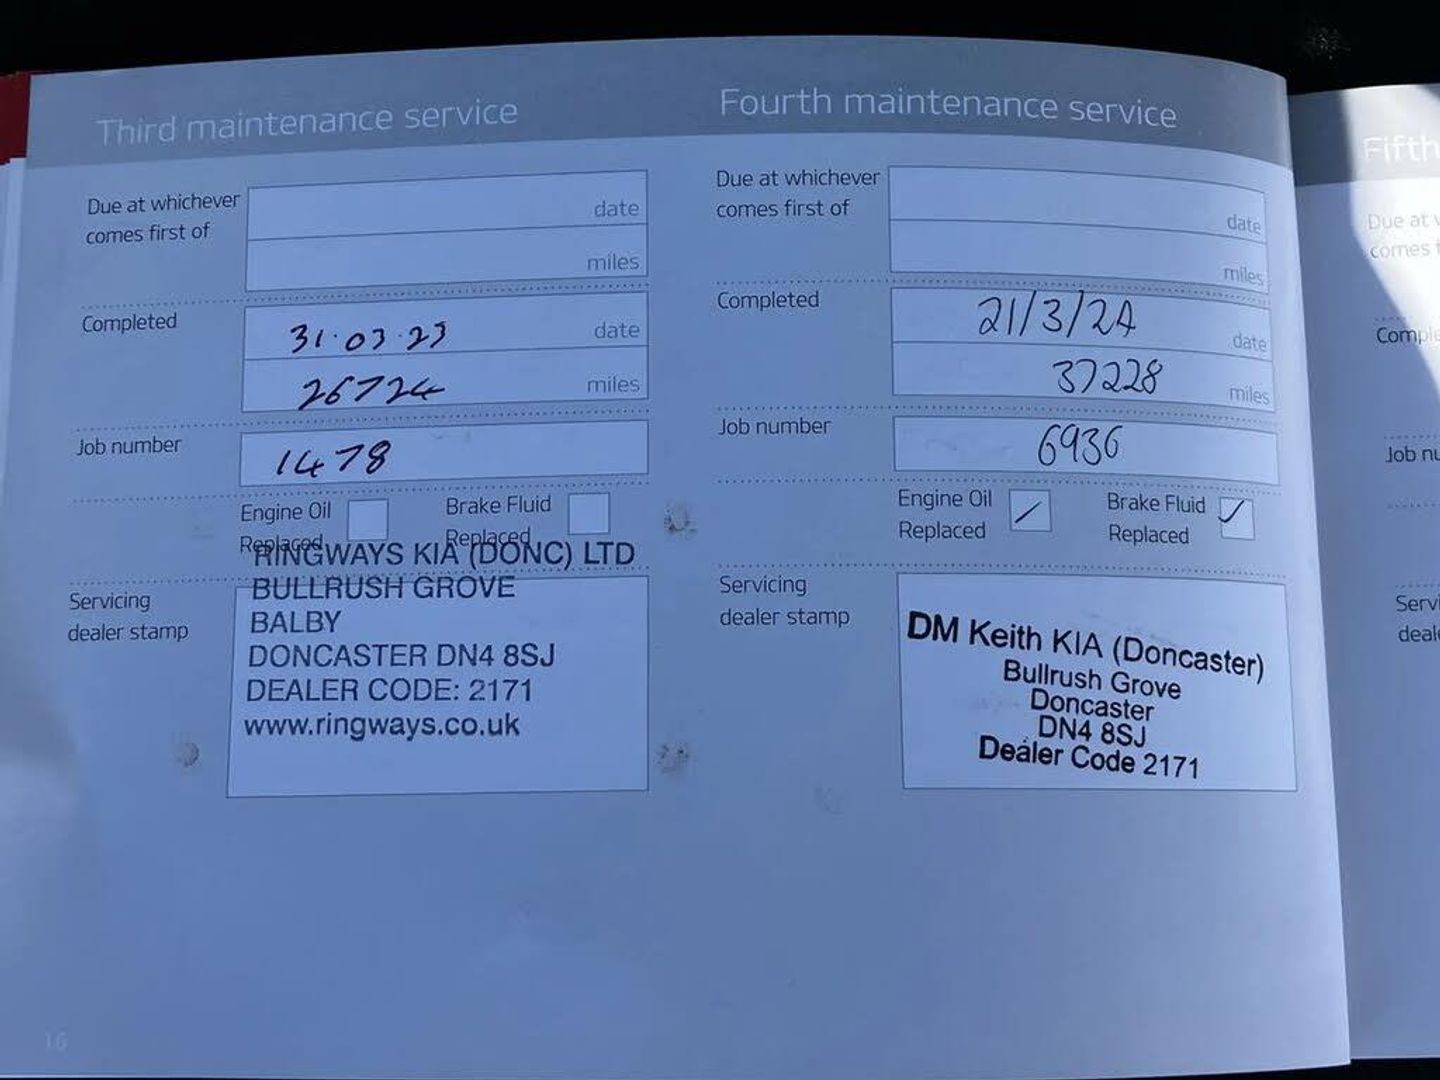 Third maintenance service
Due at whichever
comes first of
date
miles
Completed
31.03.23 date
26724 miles
Job number
1478
Engine Oil
Replaced
Brake Fluid
Replaced
Servicing
dealer stamp
RINGWAYS KIA (DONC) LTD
BULLRUSH GROVE
BALBY
DONCASTER DN4 8SJ
DEALER CODE: 2171
www.ringways.co.uk
16
Fourth maintenance service
Due at whichever
comes first of
date
miles
Completed
21/3/24 date
37228 miles
Job number
6936
Engine Oil
Replaced
Brake Fluid
Replaced
Servicing
dealer stamp
DM Keith KIA (Doncaster)
Bullrush Grove
Doncaster
DN4 8SJ
Dealer Code 2171
Fifth
Due at
comes
Job